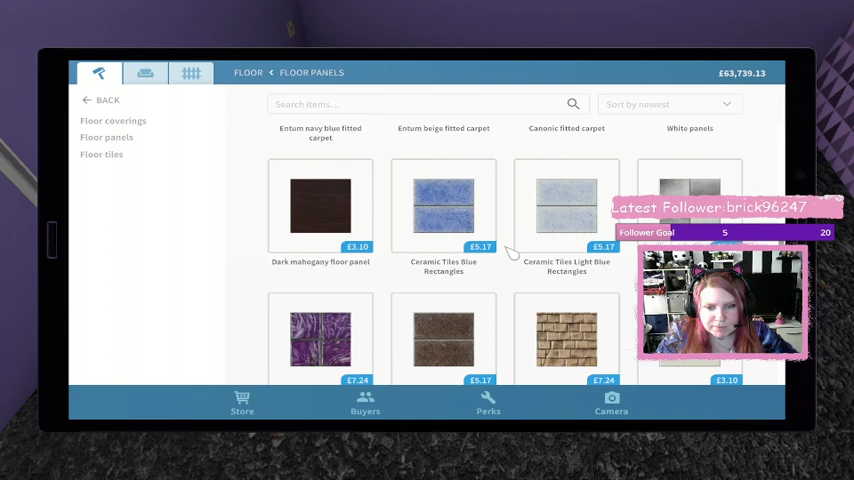 FLOOR < FLOOR PANELS
£63,739.13
BACK
Floor coverings
Floor panels
Floor tiles
Search items...
Sort by newest
Entum navy blue fitted
carpet
Entum beige fitted carpet
Canonic fitted carpet
White panels
£3.10
£5.17
£5.17
Dark mahogany floor panel
Ceramic Tiles Blue
Rectangles
Ceramic Tiles Light Blue
Rectangles
Latest Follower:brick96247
Follower Goal 5 20
£7.24
£5.17
£7.24
£3.10
Store
Buyers
Perks
Camera